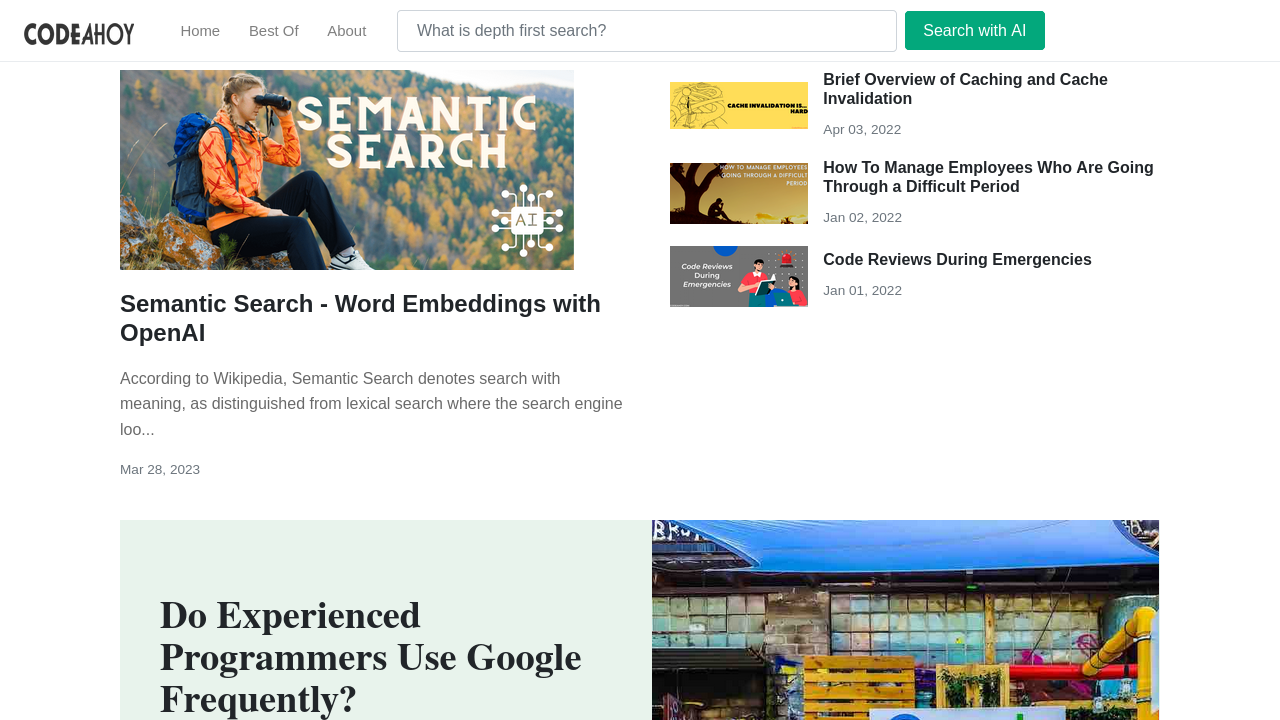 CODEAHOY
Home
Best Of
About
What is depth first search?
Search with AI
SEMANTIC
SEARCH
AI
Semantic Search - Word Embeddings with
OpenAI
According to Wikipedia, Semantic Search denotes search with
meaning, as distinguished from lexical search where the search engine
loo...
Mar 28, 2023
CACHE INVALIDATION IS...
HARD
Brief Overview of Caching and Cache
Invalidation
Apr 03, 2022
HOW TO MANAGE EMPLOYEES
GOING THROUGH A DIFFICULT
PERIOD
How To Manage Employees Who Are Going
Through a Difficult Period
Jan 02, 2022
Code Reviews
During
Emergencies
Code Reviews During Emergencies
Jan 01, 2022
Do Experienced
Programmers Use Google
Frequently?